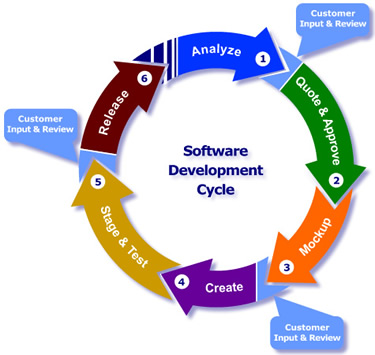 Customer
Input & Review
Analyze
1
Quote & Approve
2
Mockup
3
Customer
Input & Review
Create
4
Stage & Test
5
Customer
Input & Review
Release
6
Software
Development
Cycle